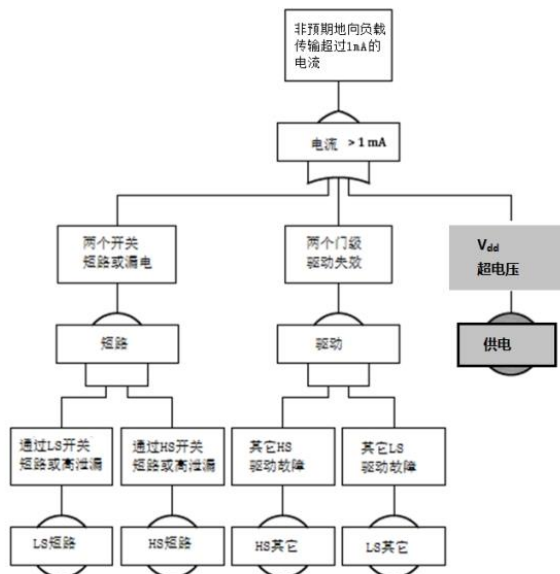 非预期地向负载
传输超过1mA的
电流
电流 > 1 mA
两个开关
短路或漏电
两个门级
驱动失效
Vdd
超电压
短路
驱动
供电
通过LS开关
短路或高泄漏
通过HS开关
短路或高泄漏
其它HS
驱动故障
其它LS
驱动故障
LS短路
HS短路
HS其它
LS其它